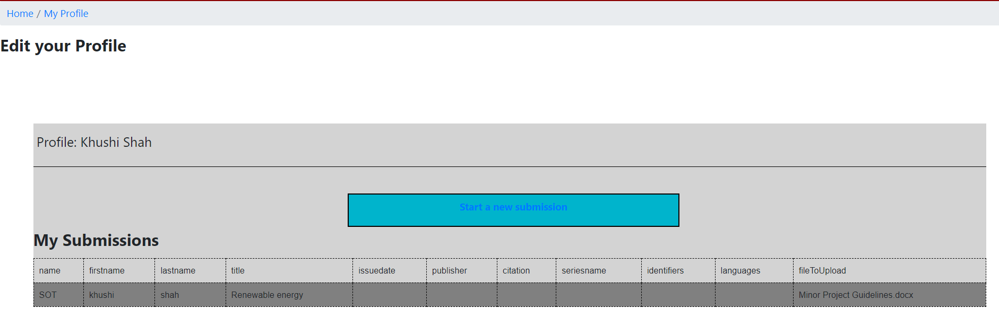 Home / My Profile
Edit your Profile
Profile: Khushi Shah
Start a new submission
My Submissions
name firstname lastname title issuedate publisher citation seriesname identifiers languages fileToUpload
SOT khushi shah Renewable energy Minor Project Guidelines.docx